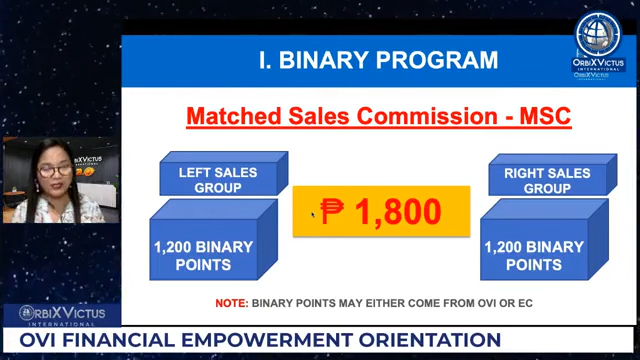 I. BINARY PROGRAM
ORBIXVICTUS
INTERNATIONAL
ORBIXVICTUS
INTERNATIONAL
Matched Sales Commission - MSC
LEFT SALES
GROUP
1,200 BINARY
POINTS
₱ 1,800
RIGHT SALES
GROUP
1,200 BINARY
POINTS
NOTE: BINARY POINTS MAY EITHER COME FROM OVI OR EC
ORBIXVICTUS
INTERNATIONAL
OVI FINANCIAL EMPOWERMENT ORIENTATION